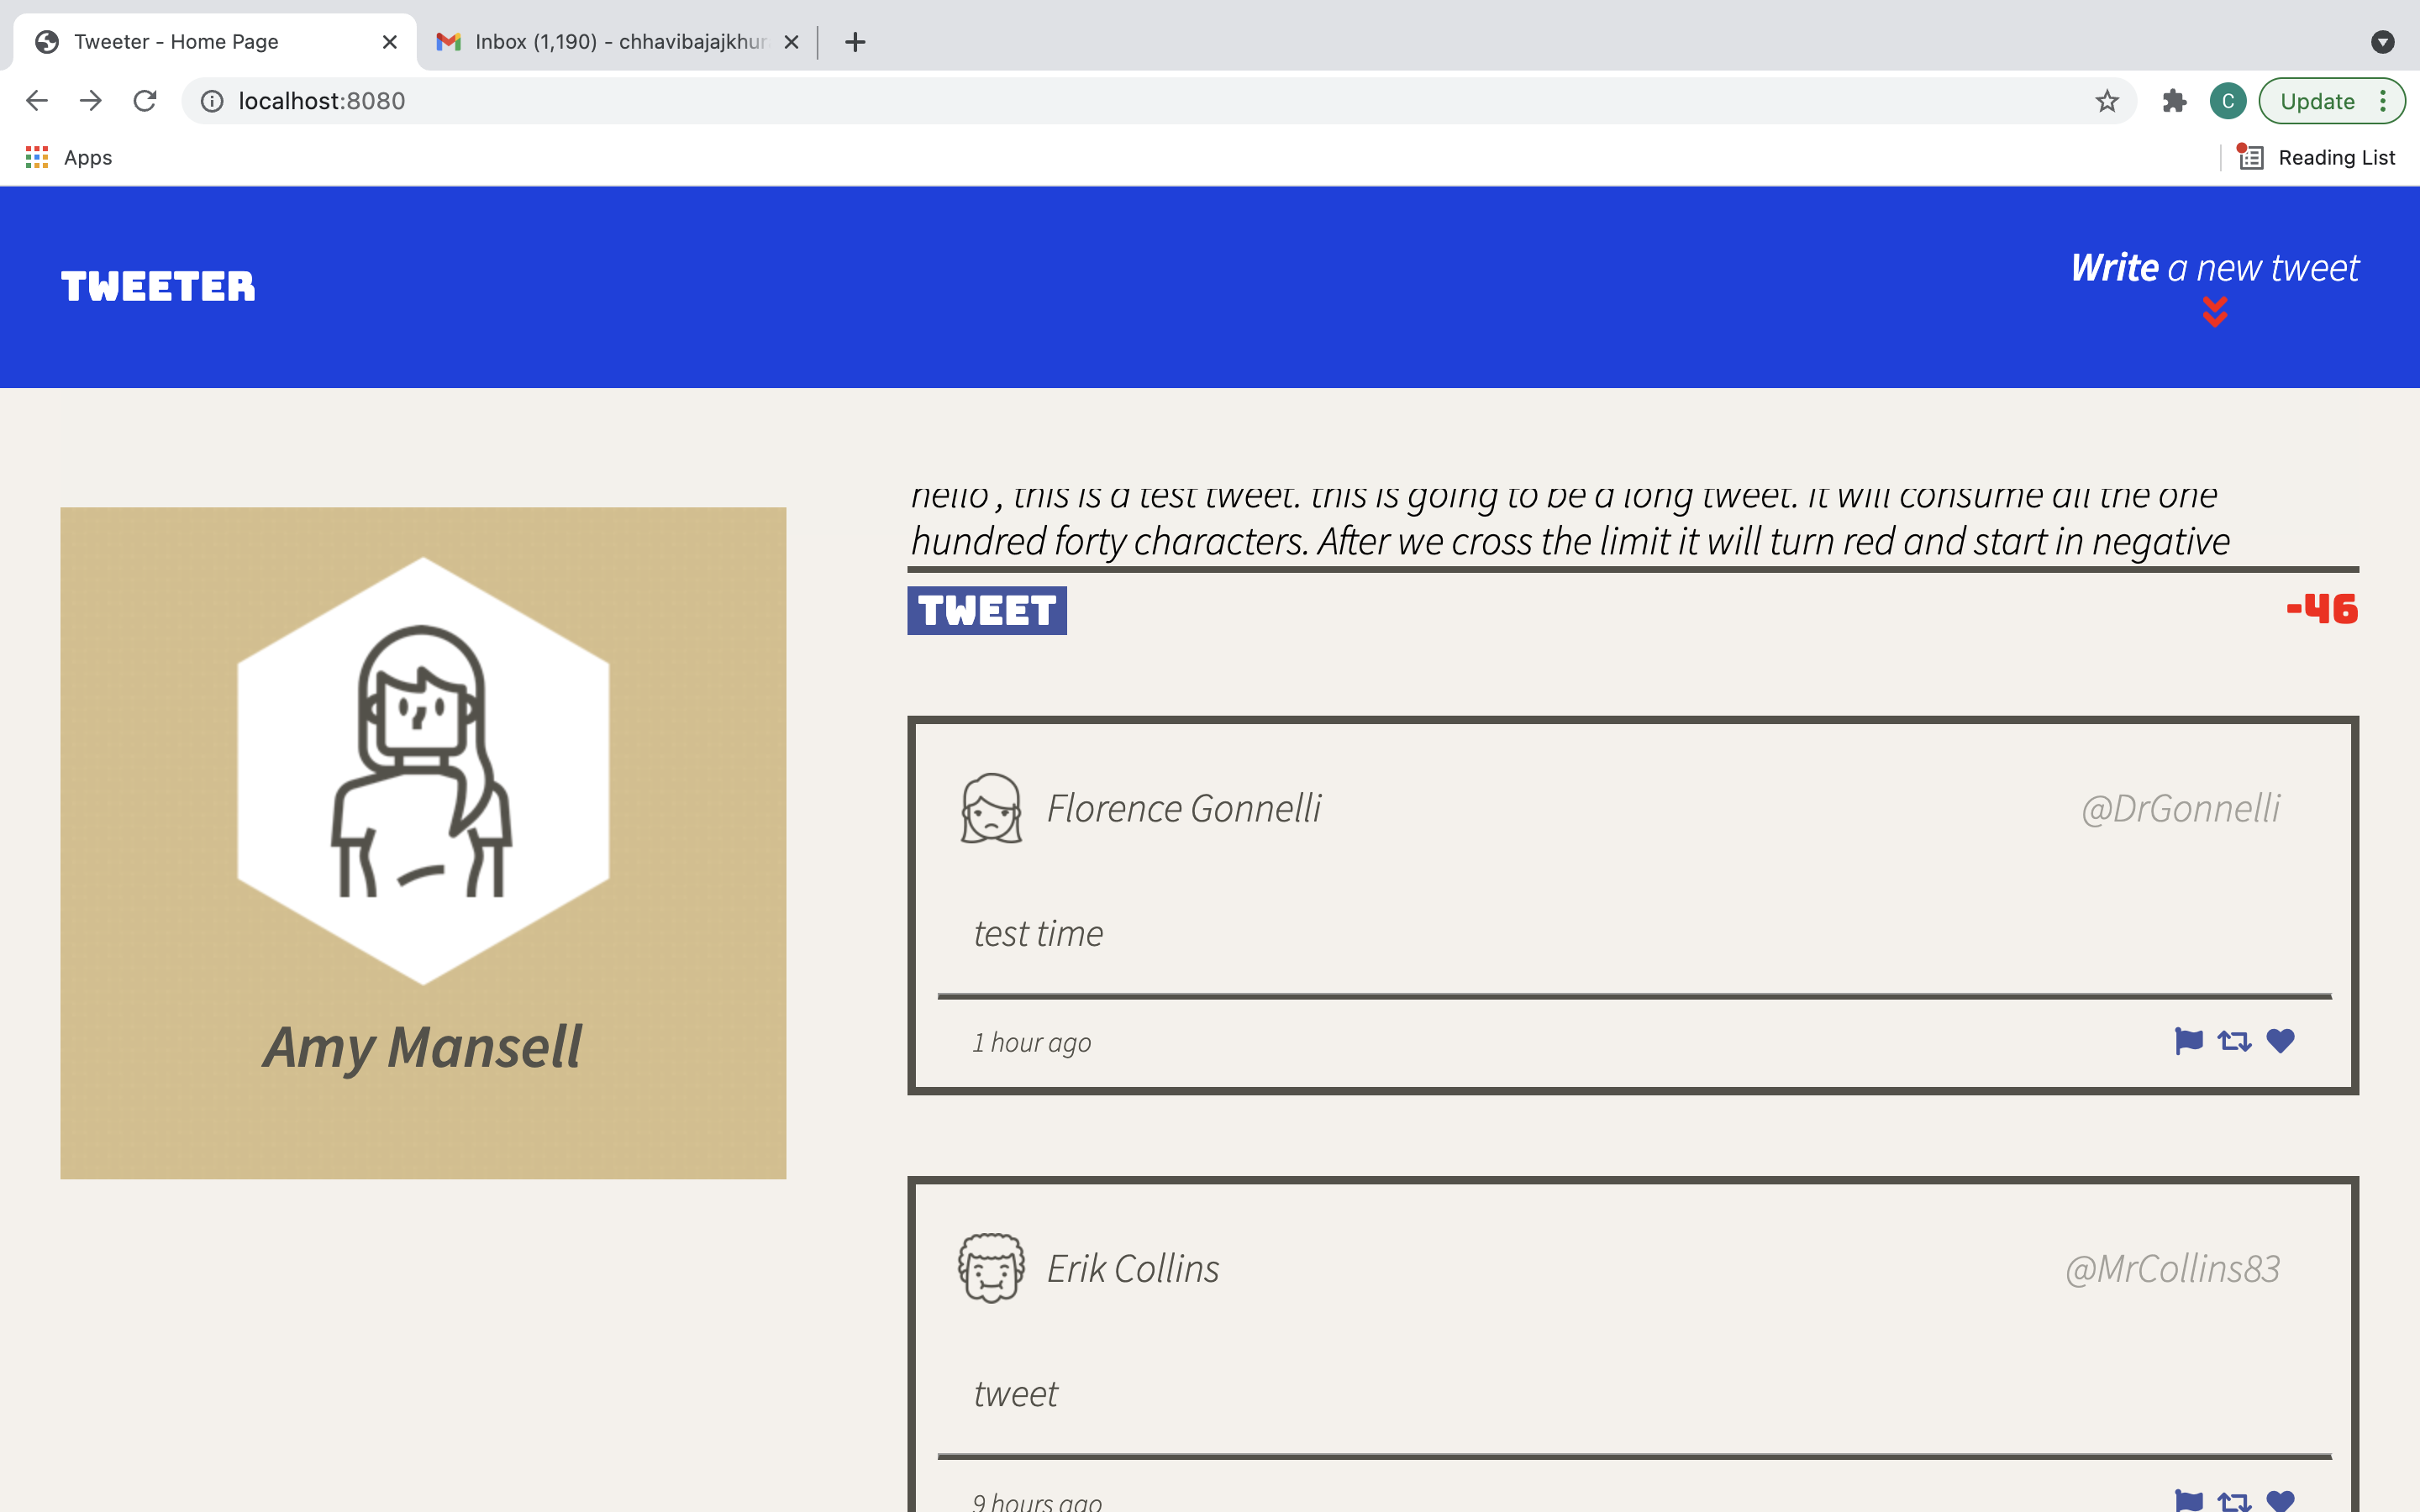 Tweeter - Home Page
Inbox (1,190) - chhavibajajkhur
localhost:8080
C
Update
Apps
Reading List
TWEETER
Write a new tweet
hello , this is a test tweet. this is going to be a long tweet. it will consume all the one
hundred forty characters. After we cross the limit it will turn red and start in negative
TWEET
-46
Amy Mansell
Florence Gonnelli
@DrGonnelli
test time
1 hour ago
Erik Collins
@MrCollins83
tweet
9 hours ago